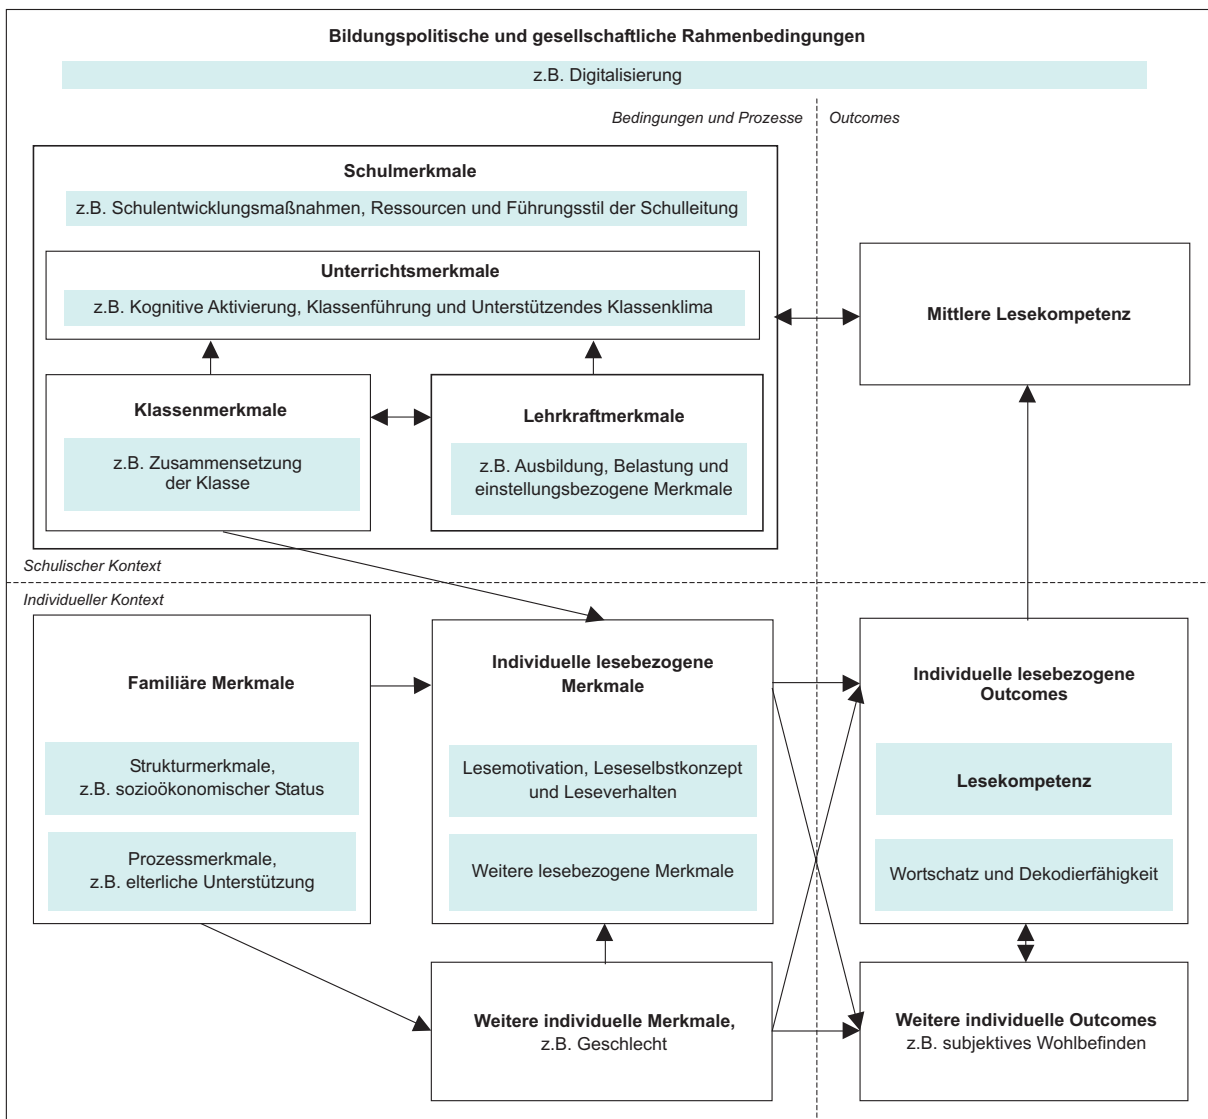 Bildungspolitische und gesellschaftliche Rahmenbedingungen
z.B. Digitalisierung
Bedingungen und Prozesse
Outcomes
Schulmerkmale
z.B. Schulentwicklungsmaßnahmen, Ressourcen und Führungsstil der Schulleitung
Unterrichtsmerkmale
z.B. Kognitive Aktivierung, Klassenführung und Unterstützendes Klassenklima
Mittlere Lesekompetenz
Klassenmerkmale
z.B. Zusammensetzung
der Klasse
Lehrkraftmerkmale
z.B. Ausbildung, Belastung und
einstellungsbezogene Merkmale
Schulischer Kontext
Individueller Kontext
Familiäre Merkmale
Strukturmerkmale,
z.B. sozioökonomischer Status
Prozessmerkmale,
z.B. elterliche Unterstützung
Individuelle lesebezogene
Merkmale
Lesemotivation, Leseselbstkonzept
und Leseverhalten
Weitere lesebezogene Merkmale
Individuelle lesebezogene
Outcomes
Lesekompetenz
Wortschatz und Dekodierfähigkeit
Weitere individuelle Merkmale,
z.B. Geschlecht
Weitere individuelle Outcomes
z.B. subjektives Wohlbefinden